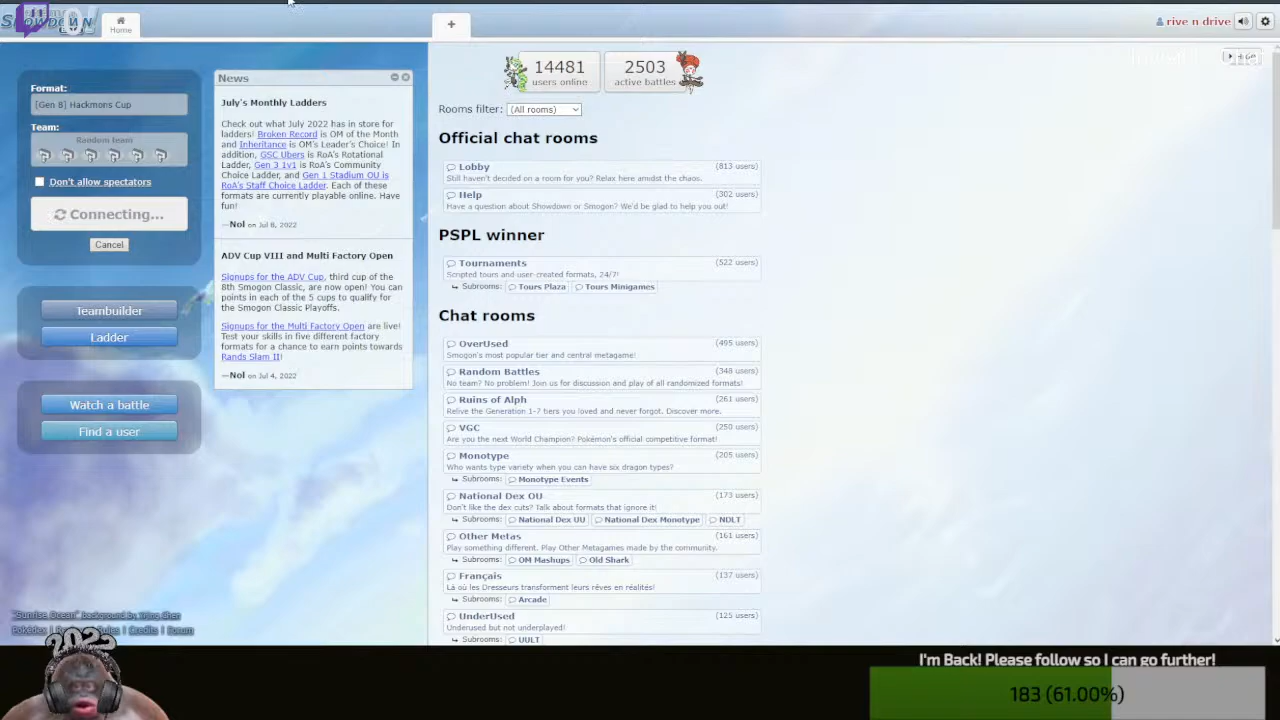 Showdown
Home
+
rive n drive
Format:
[Gen 8] Hackmons Cup
Team:
Random team
Don't allow spectators
Connecting...
Cancel
Teambuilder
Ladder
Watch a battle
Find a user
News
July's Monthly Ladders
Check out what July 2022 has in store for
ladders! Broken Record is OM of the Month
and Inheritance is OM's Leader's Choice! In
addition, GSC Ubers is RoA's Rotational
Ladder, Gen 3 1v1 is RoA's Community
Choice Ladder, and Gen 1 Stadium OU is
RoA's Staff Choice Ladder. Each of these
formats are currently playable online. Have
fun!
—Nol on Jul 8, 2022
ADV Cup VIII and Multi Factory Open
Signups for the ADV Cup, third cup of the
8th Smogon Classic, are now open! You can
points in each of the 5 cups to qualify for
the Smogon Classic Playoffs.
Signups for the Multi Factory Open are live!
Test your skills in five different factory
formats for a chance to earn points towards
Rands Slam II!
—Nol on Jul 4, 2022
14481
users online
2503
active battles
Rooms filter: (All rooms)
Official chat rooms
Lobby (813 users)
Still haven't decided on a room for you? Relax here amidst the chaos.
Help (302 users)
Have a question about Showdown or Smogon? We'd be glad to help you out!
PSPL winner
Tournaments (522 users)
Scripted tours and user-created formats, 24/7!
Subrooms: Tours Plaza Tours Minigames
Chat rooms
OverUsed (495 users)
Smogon's most popular tier and central metagame!
Random Battles (348 users)
No team? No problem! Join us for discussion and play of all randomized formats!
Ruins of Alph (261 users)
Relive the Generation 1-7 tiers you loved and never forgot. Discover more.
VGC (250 users)
Are you the next World Champion? Pokémon's official competitive format!
Monotype (205 users)
Who wants type variety when you can have six dragon types?
Subrooms: Monotype Events
National Dex OU (173 users)
Don't like the dex cuts? Talk about formats that ignore it!
Subrooms: National Dex UU National Dex Monotype NDLT
Other Metas (161 users)
Play something different. Play Other Metagames made by the community.
Subrooms: OM Mashups Old Shark
Français (137 users)
Là où les Dresseurs transforment leurs rêves en réalités!
Subrooms: Arcade
UnderUsed (125 users)
Underused but not underplayed!
Subrooms: UULT
"Sunrise Ocean" background by Yijing Chen
Pokédex | Rules | Credits | Forum
2022
I'm Back! Please follow so I can go further!
183 (61.00%)